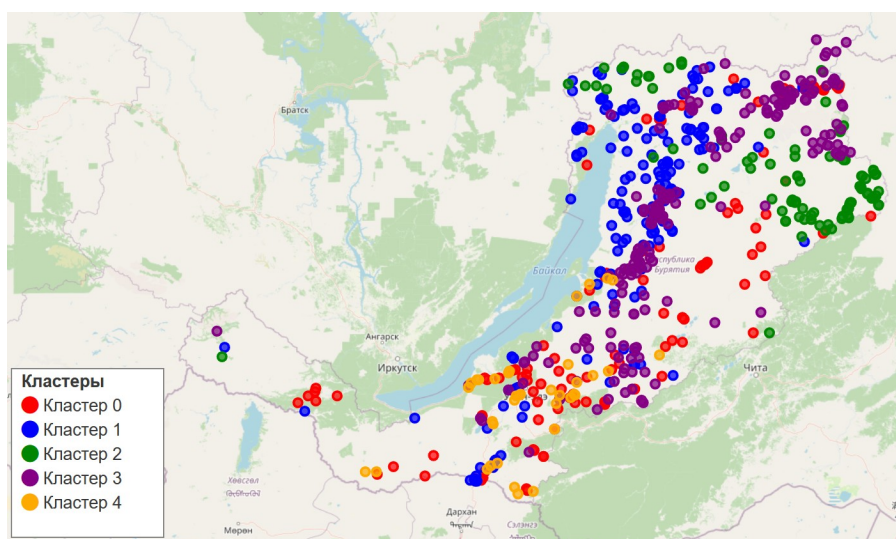 Братск
Байкал
Бурятия
Ангарск
Иркутск
Чита
Хөвсгөл
Мөрөн
Дархан
Сэлэнгэ
Кластеры
Кластер 0
Кластер 1
Кластер 2
Кластер 3
Кластер 4